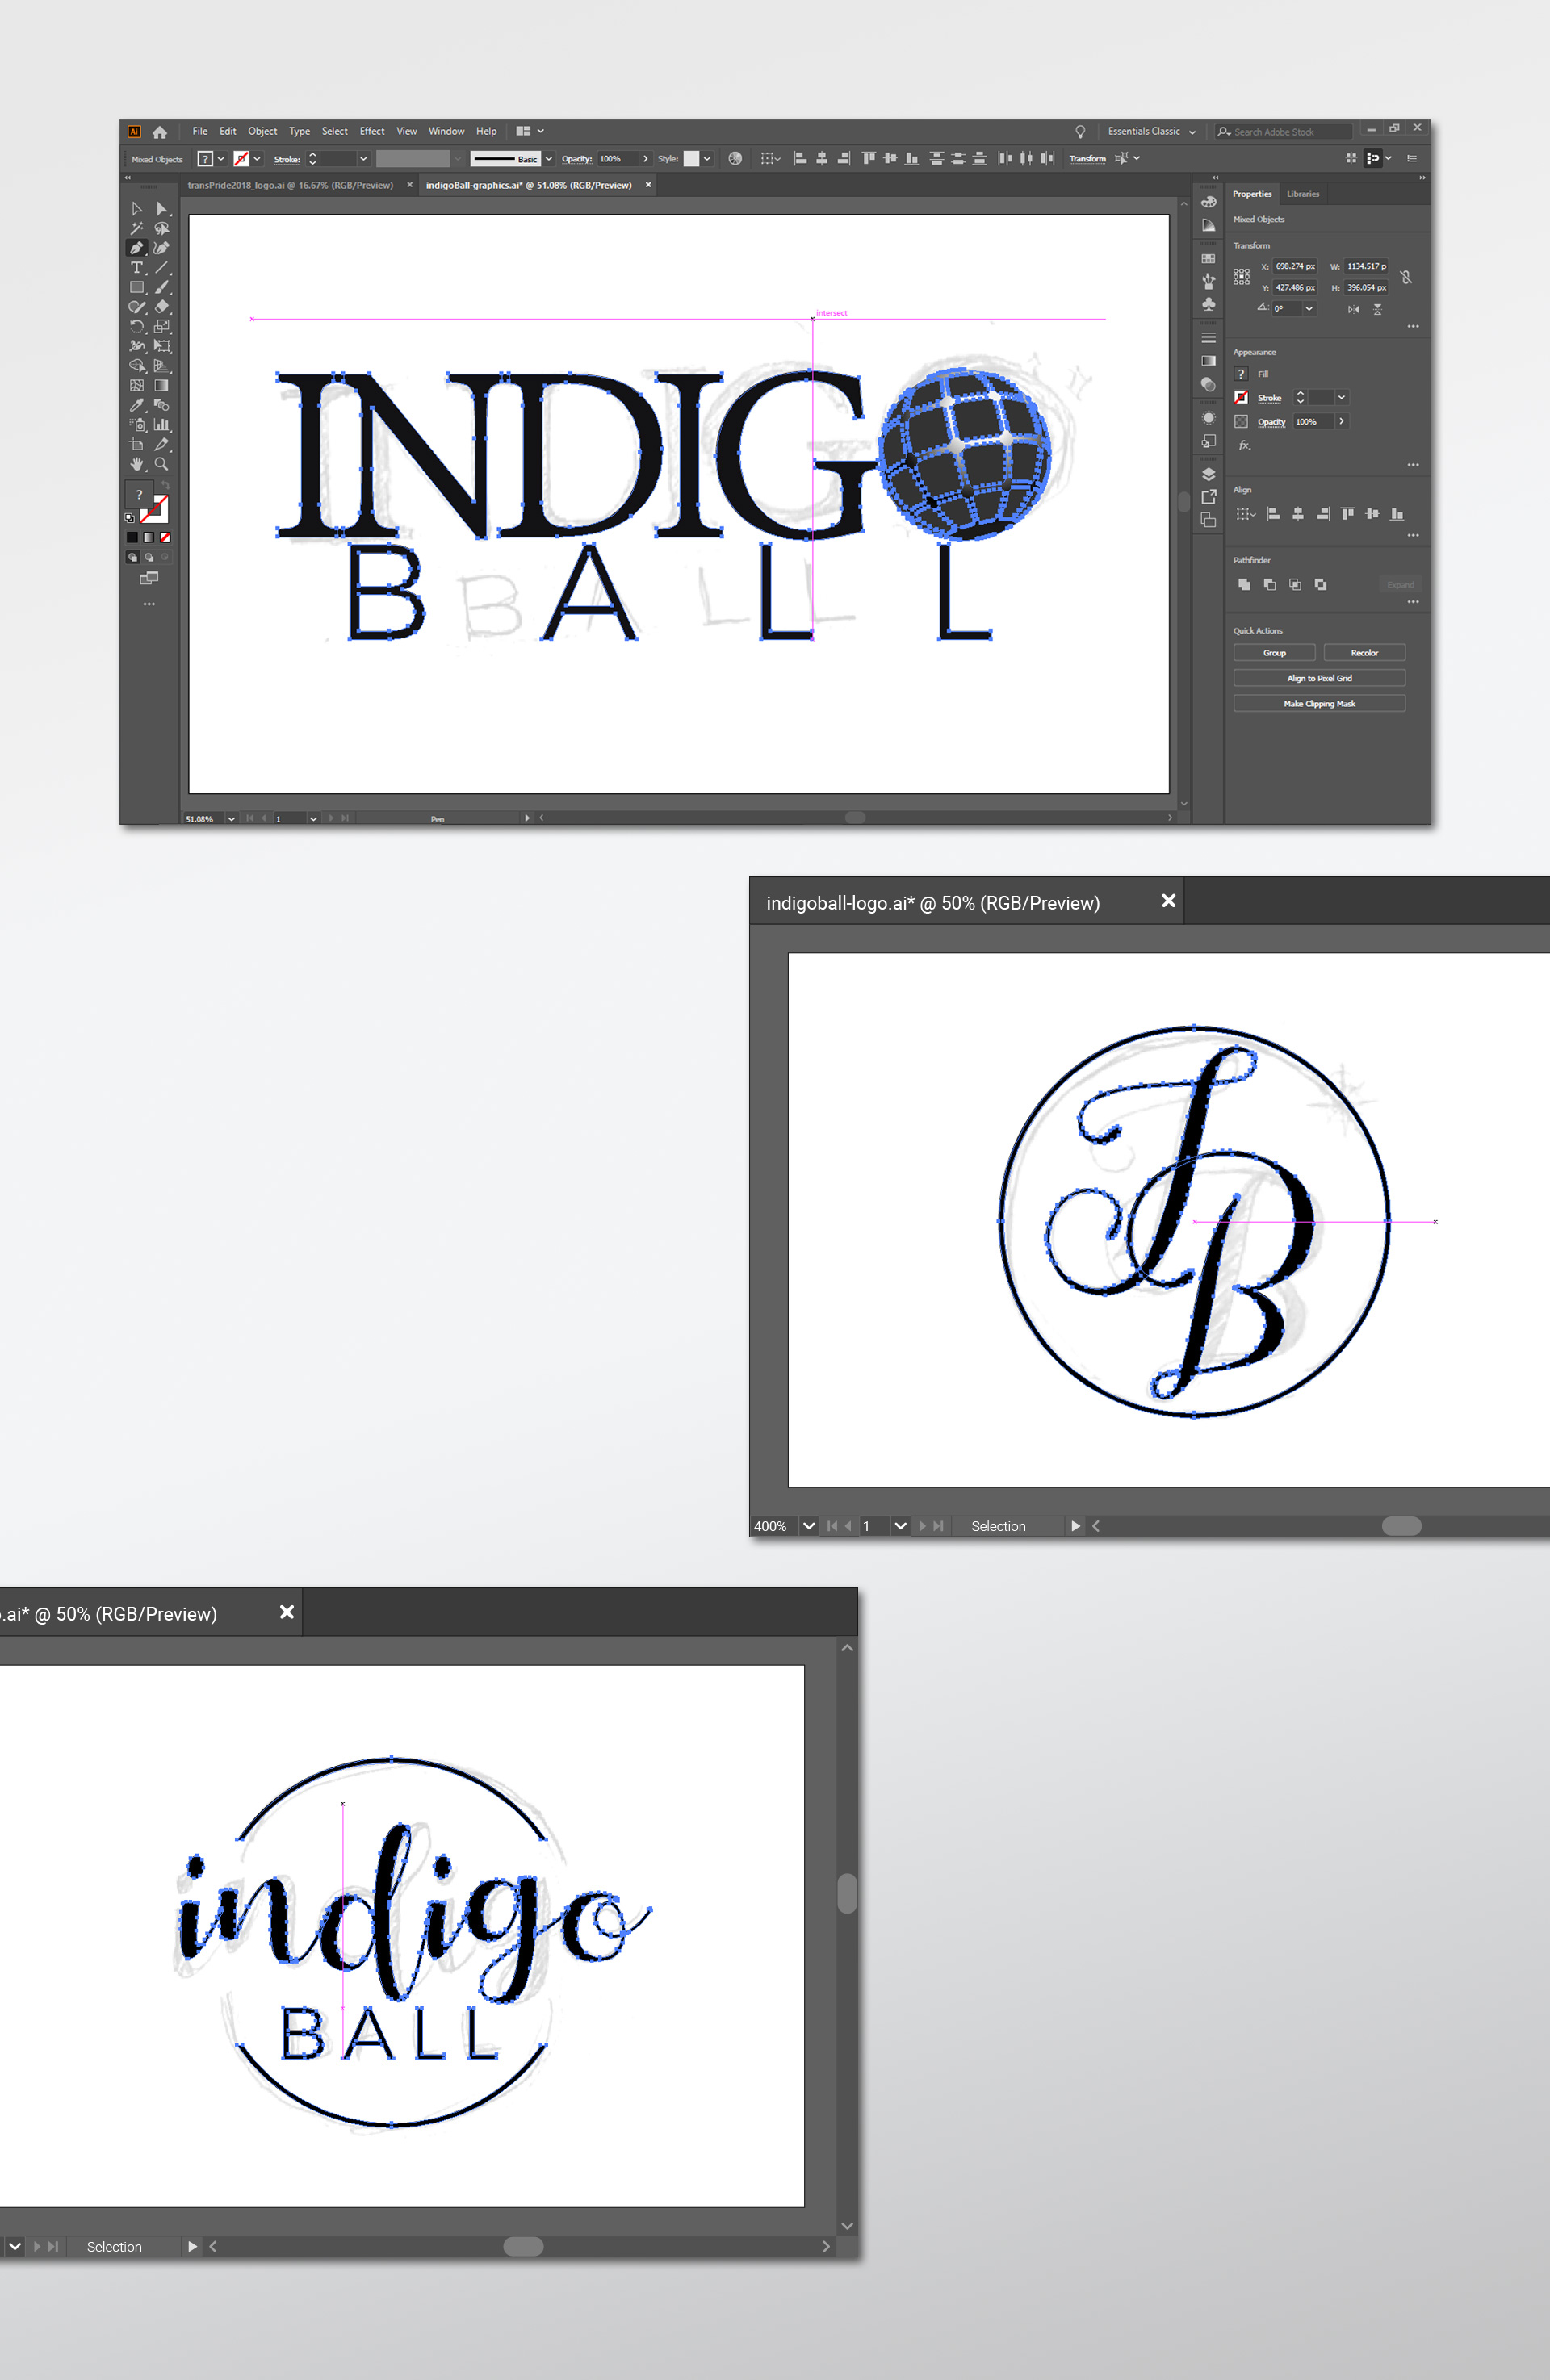 Ai File Edit Object Type Select Effect View Window Help Essentials Classic Search Adobe Stock
Mixed Objects ? Stroke: Basic Opacity: 100% Style: Transform
transPride2018_logo.ai @ 16.67% (RGB/Preview) indigoBall-graphics.ai* @ 51.08% (RGB/Preview)
Properties Libraries
Mixed Objects
Transform
X: 698.274 px W: 1134.517 p
Y: 427.486 px H: 396.054 px
0°
Appearance
? Fill
Stroke
Opacity 100%
fx.
Align
Pathfinder
Expand
Quick Actions
Group Recolor
Align to Pixel Grid
Make Clipping Mask
?
intersect
INDIGO
BALL
51.08% 1 Pen
indigoball-logo.ai* @ 50% (RGB/Preview)
IB
400% 1 Selection
.ai* @ 50% (RGB/Preview)
indigo
BALL
Selection